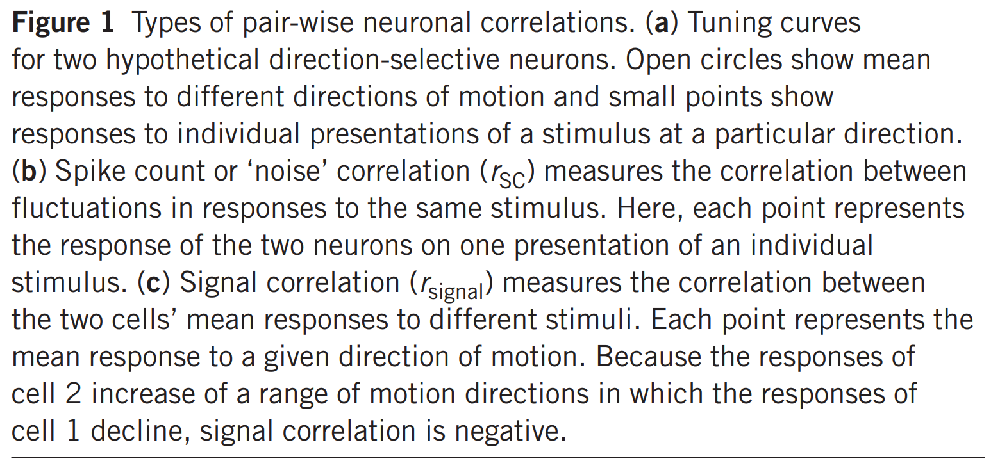 Figure 1 Types of pair-wise neuronal correlations. (a) Tuning curves
for two hypothetical direction-selective neurons. Open circles show mean
responses to different directions of motion and small points show
responses to individual presentations of a stimulus at a particular direction.
(b) Spike count or ‘noise’ correlation (rSC) measures the correlation between
fluctuations in responses to the same stimulus. Here, each point represents
the response of the two neurons on one presentation of an individual
stimulus. (c) Signal correlation (rsignal) measures the correlation between
the two cells’ mean responses to different stimuli. Each point represents the
mean response to a given direction of motion. Because the responses of
cell 2 increase of a range of motion directions in which the responses of
cell 1 decline, signal correlation is negative.